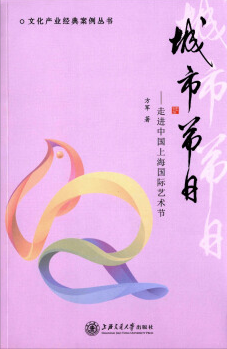 文化产业经典案例丛书
城市节日
——走进中国上海国际艺术节
方军 著
上海交通大学出版社